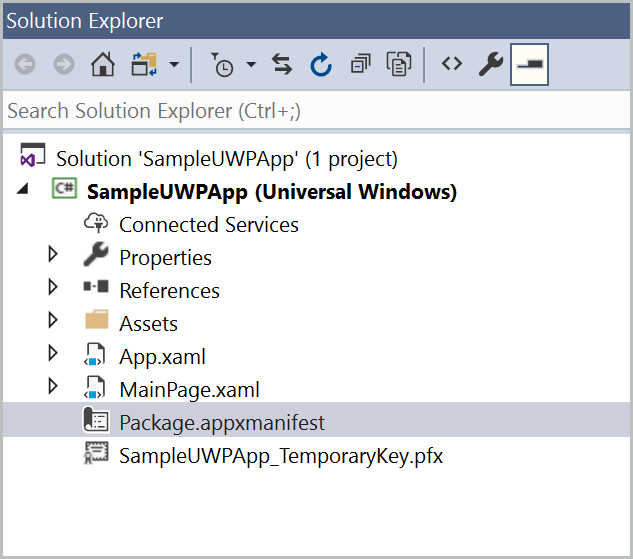 Solution Explorer
Search Solution Explorer (Ctrl+;)
Solution 'SampleUWPApp' (1 project)
C# SampleUWPApp (Universal Windows)
Connected Services
Properties
References
Assets
App.xaml
MainPage.xaml
Package.appxmanifest
SampleUWPApp_TemporaryKey.pfx